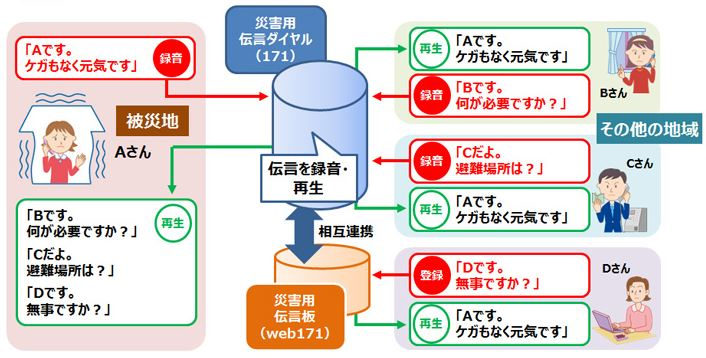 災害用
伝言ダイヤル
（171）
「Aです。
ケガもなく元気です」
録音
被災地
Aさん
再生
「Bです。
何が必要ですか？」
「Cだよ。
避難場所は？」
「Dです。
無事ですか？」
伝言を録音・
再生
相互連携
災害用
伝言板
（web171）
再生
「Aです。
ケガもなく元気です」
録音
「Bです。
何が必要ですか？」
Bさん
その他の地域
録音
「Cだよ。
避難場所は？」
再生
「Aです。
ケガもなく元気です」
Cさん
登録
「Dです。
無事ですか？」
再生
「Aです。
ケガもなく元気です」
Dさん